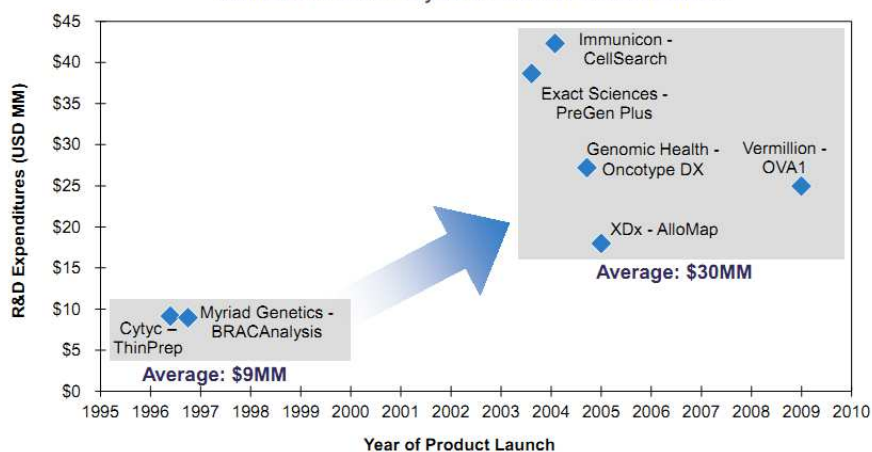 $45
$40
$35
$30
$25
$20
$15
$10
$5
$0
R&D Expenditures (USD MM)
Immunicon -
CellSearch
Exact Sciences -
PreGen Plus
Genomic Health -
Oncotype DX
Vermillion -
OVA1
XDx - AlloMap
Average: $30MM
Cytyc –
ThinPrep
Myriad Genetics -
BRACAnalysis
Average: $9MM
1995 1996 1997 1998 1999 2000 2001 2002 2003 2004 2005 2006 2007 2008 2009 2010
Year of Product Launch